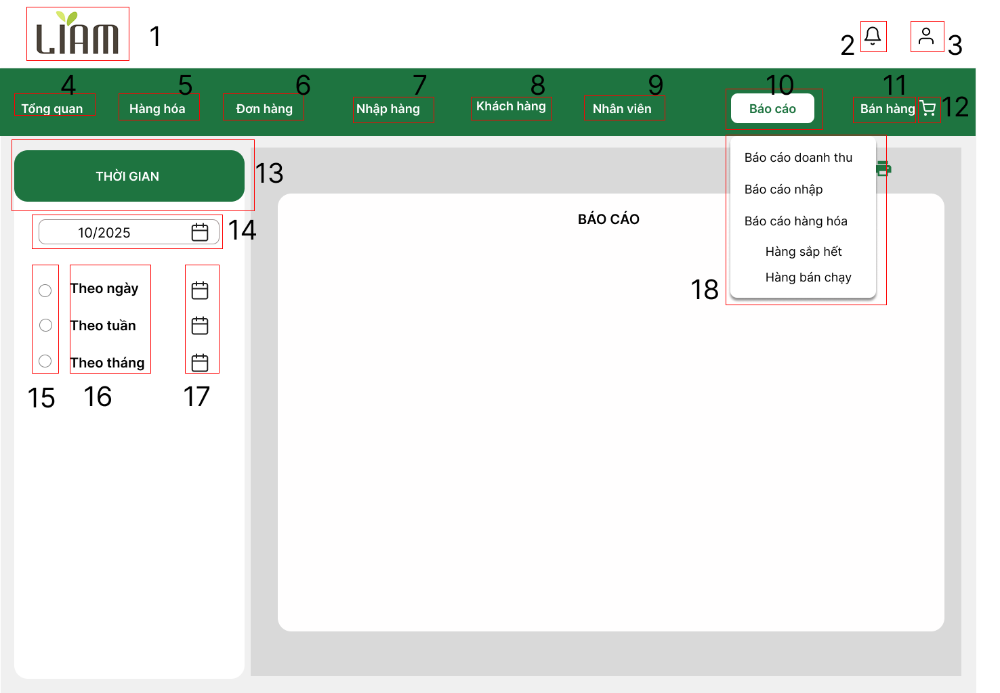 LIAM
1
2
3
4
5
6
7
8
9
10
11
Tổng quan
Hàng hóa
Đơn hàng
Nhập hàng
Khách hàng
Nhân viên
Báo cáo
Bán hàng
12
THỜI GIAN
13
10/2025
14
Theo ngày
Theo tuần
Theo tháng
15
16
17
BÁO CÁO
Báo cáo doanh thu
Báo cáo nhập
Báo cáo hàng hóa
Hàng sắp hết
Hàng bán chạy
18